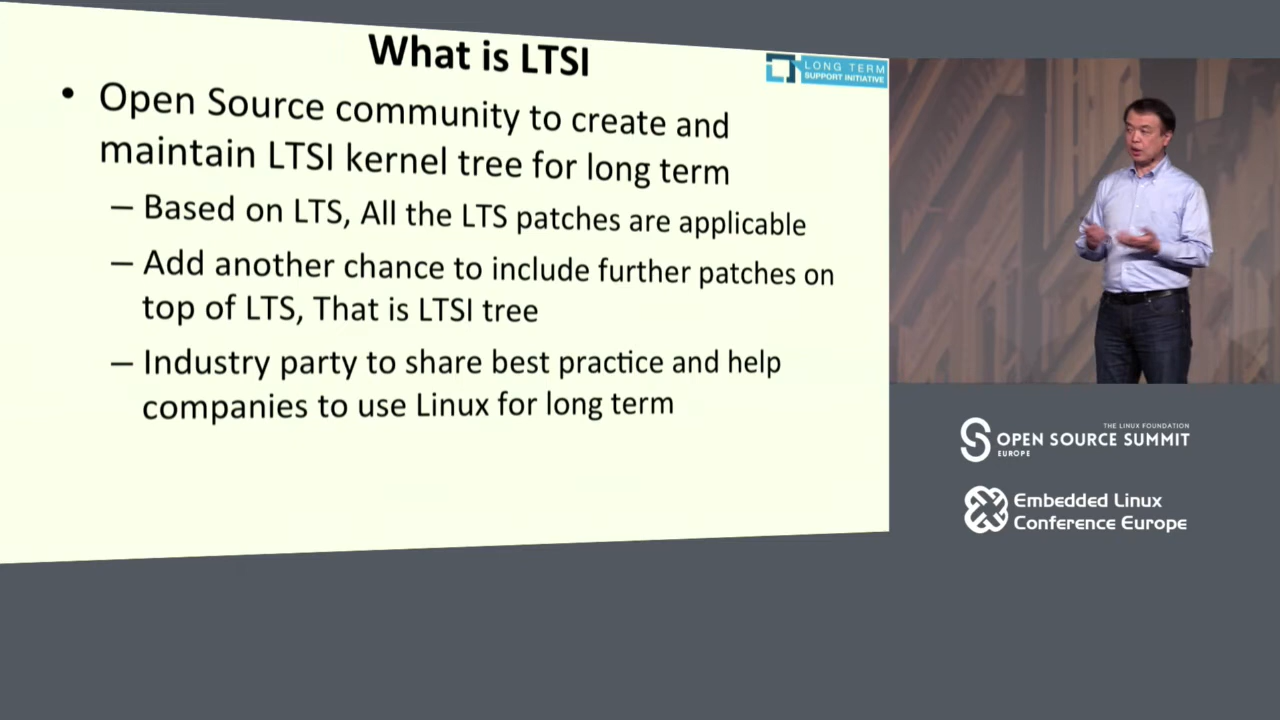 What is LTSI
LONG TERM
SUPPORT INITIATIVE
• Open Source community to create and
maintain LTSI kernel tree for long term
– Based on LTS, All the LTS patches are applicable
– Add another chance to include further patches on
top of LTS, That is LTSI tree
– Industry party to share best practice and help
companies to use Linux for long term
THE LINUX FOUNDATION
OPEN SOURCE SUMMIT
EUROPE
Embedded Linux
Conference Europe